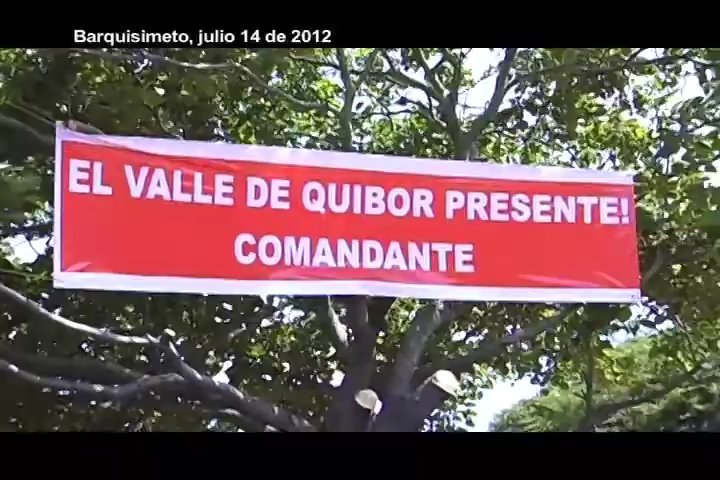 Barquisimeto, julio 14 de 2012
EL VALLE DE QUIBOR PRESENTE!
COMANDANTE